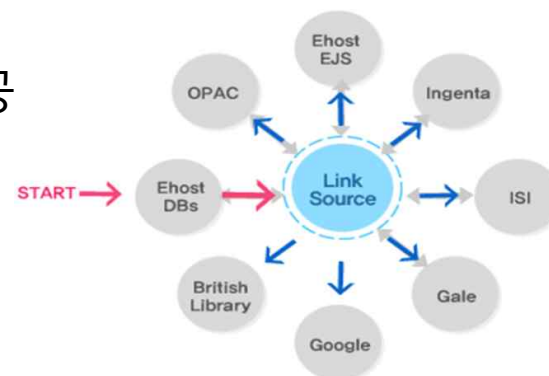 Ehost
EJS
OPAC
Ingenta
START
Ehost
DBs
Link
Source
ISI
British
Library
Gale
Google